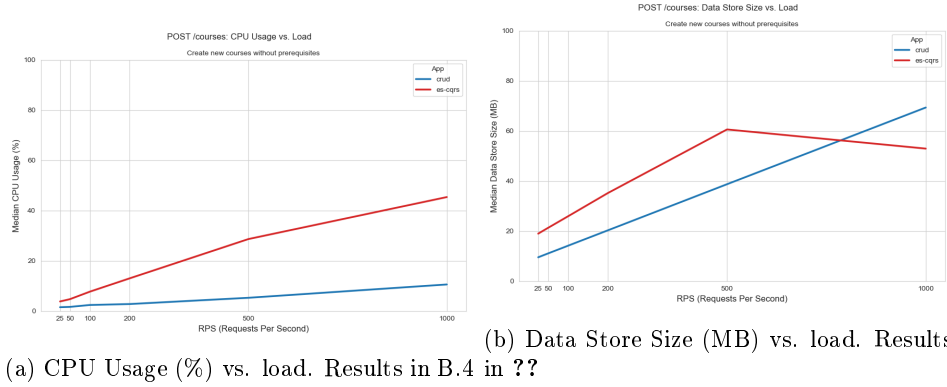 POST /courses: CPU Usage vs. Load
Create new courses without prerequisites
App
crud
es-cqrs
Median CPU Usage (%)
100
80
60
40
20
0
25 50 100 200 500 1000
RPS (Requests Per Second)
(a) CPU Usage (%) vs. load. Results in B.4 in ??
POST /courses: Data Store Size vs. Load
Create new courses without prerequisites
App
crud
es-cqrs
Median Data Store Size (MB)
100
80
60
40
20
0
25 50 100 200 500 1000
RPS (Requests Per Second)
(b) Data Store Size (MB) vs. load. Results